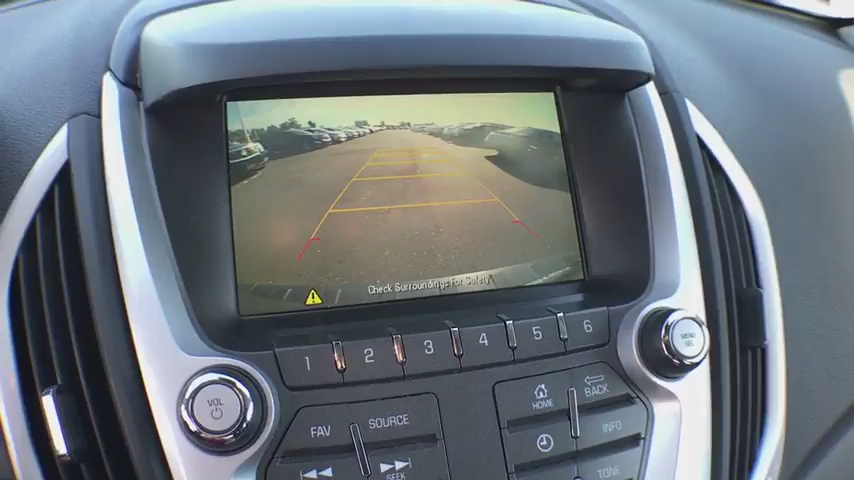 Check Surroundings For Safety
1 2 3 4 5 6
MENU
SEL
VOL
FAV
SOURCE
SEEK
HOME
BACK
INFO
TONE